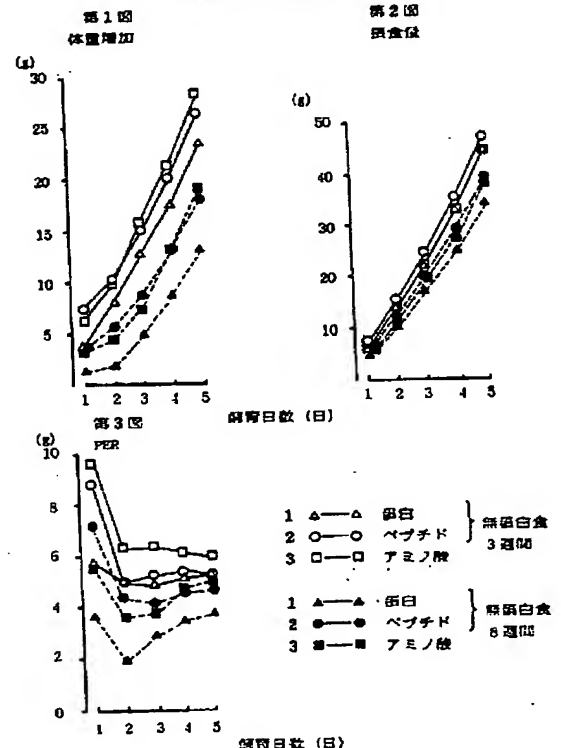 第1図
体重増加
(g)
30
25
20
15
10
5
1 2 3 4 5
第2図
摂食量
(g)
50
40
30
20
10
1 2 3 4 5
飼育日数 (日)
第3図
PER
(g)
10
8
6
4
2
0
1 2 3 4 5
飼育日数 (日)
1 蛋白
2 ペプチド
3 アミノ酸
無蛋白食
3週間
1 蛋白
2 ペプチド
3 アミノ酸
無蛋白食
8週間